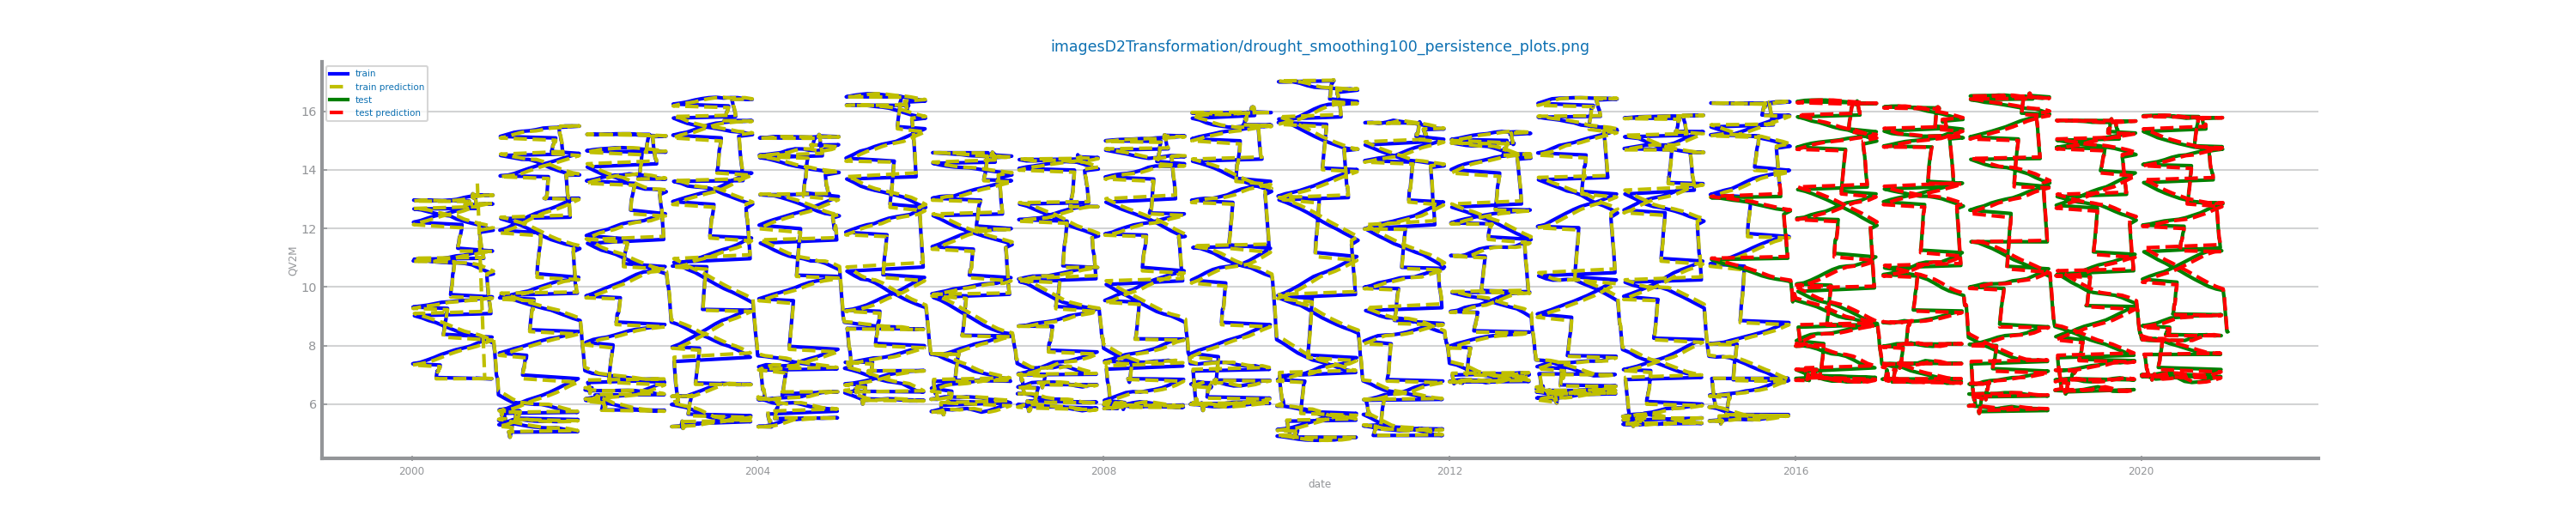 imagesD2Transformation/drought_smoothing100_persistence_plots.png
train
train prediction
test
test prediction
QV2M
16
14
12
10
8
6
2000 2004 2008 2012 2016 2020
date